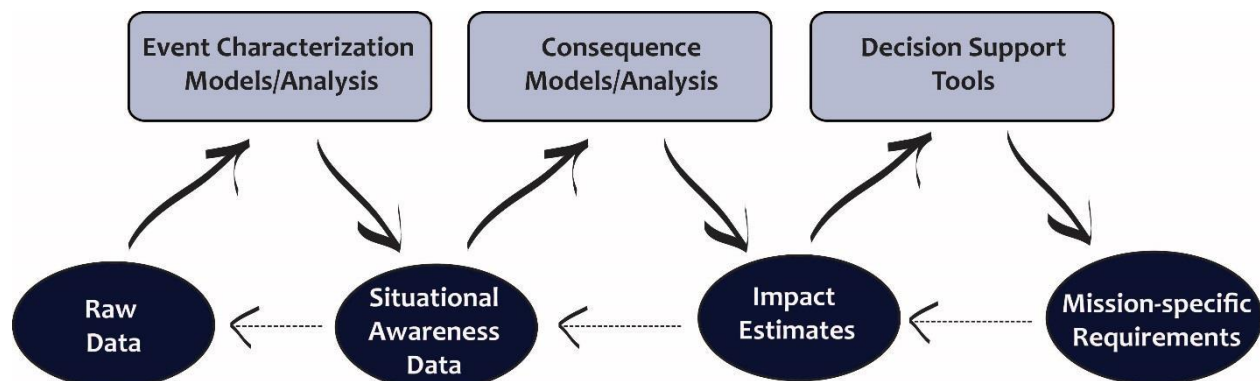 Event Characterization
Models/Analysis
Consequence
Models/Analysis
Decision Support
Tools
Raw
Data
Situational
Awareness
Data
Impact
Estimates
Mission-specific
Requirements